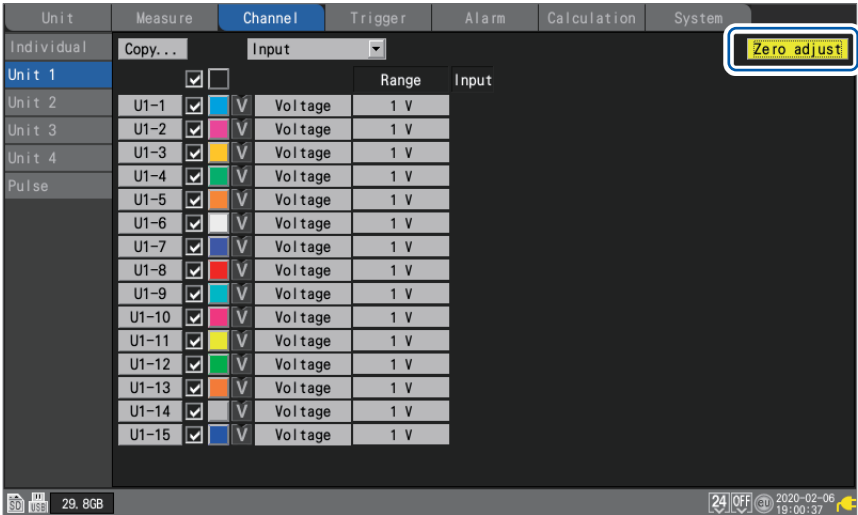 Unit Measure Channel Trigger Alarm Calculation System
Individual Copy... Input Zero adjust
Unit 1 Range Input
Unit 2 U1-1 V Voltage 1 V
U1-2 V Voltage 1 V
Unit 3 U1-3 V Voltage 1 V
Unit 4 U1-4 V Voltage 1 V
Pulse U1-5 V Voltage 1 V
U1-6 V Voltage 1 V
U1-7 V Voltage 1 V
U1-8 V Voltage 1 V
U1-9 V Voltage 1 V
U1-10 V Voltage 1 V
U1-11 V Voltage 1 V
U1-12 V Voltage 1 V
U1-13 V Voltage 1 V
U1-14 V Voltage 1 V
U1-15 V Voltage 1 V
SD USB 29.8GB 24 OFF 2020-02-06
19:00:37